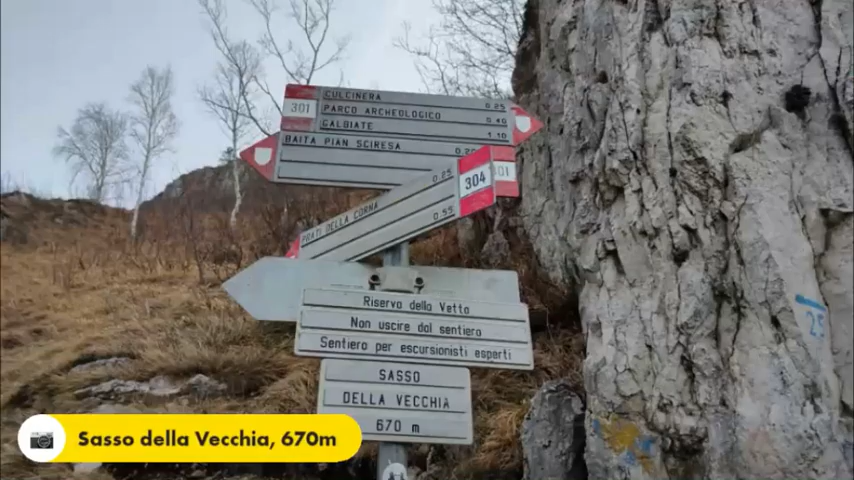 301
CULCINERA 0.25
PARCO ARCHEOLOGICO 0.40
GALBIATE 1.10
BAITA PIAN SCIRESA
301
0.25
304
PRATI DELLA CORNA 0.55
Riserva della Vetta
Non uscire dal sentiero
Sentiero per escursionisti esperti
SASSO
DELLA VECCHIA
670 m
25
Sasso della Vecchia, 670m